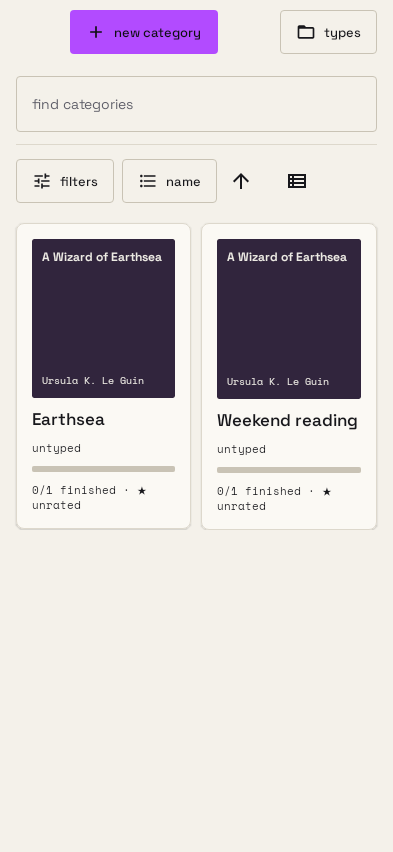 new category
types
find categories
filters
name
A Wizard of Earthsea
Ursula K. Le Guin
Earthsea
untyped
0/1 finished · ★
unrated
A Wizard of Earthsea
Ursula K. Le Guin
Weekend reading
untyped
0/1 finished · ★
unrated